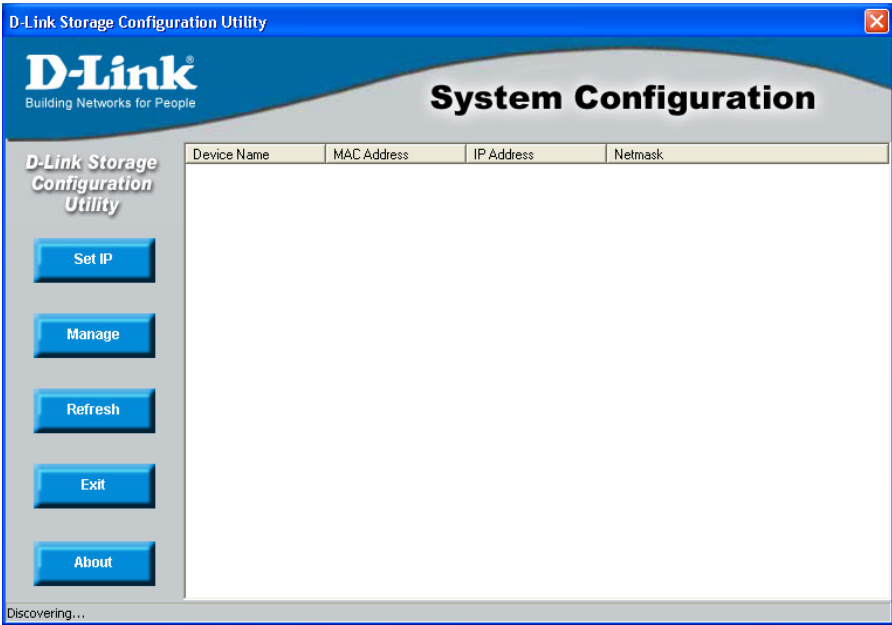 D-Link Storage Configuration Utility
D-Link®
Building Networks for People
System Configuration
D-Link Storage
Configuration
Utility
Device Name MAC Address IP Address Netmask
Set IP
Manage
Refresh
Exit
About
Discovering...